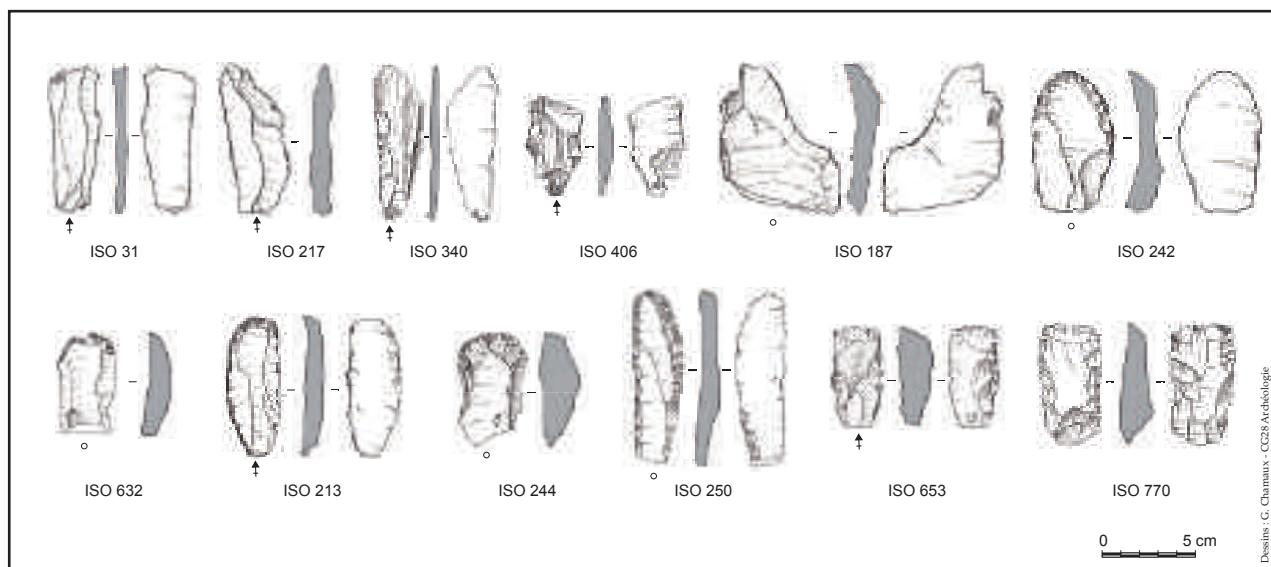 ISO 31
ISO 217
ISO 340
ISO 406
ISO 187
ISO 242
ISO 632
ISO 213
ISO 244
ISO 250
ISO 653
ISO 770
0 5 cm
Dessins : G. Chamaux - CG28 Archéologie